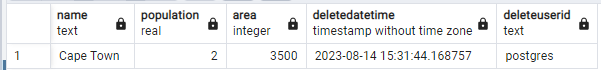 name population area deletedatetime deleteuserid
text real integer timestamp without time zone text
1 Cape Town 2 3500 2023-08-14 15:31:44.168757 postgres